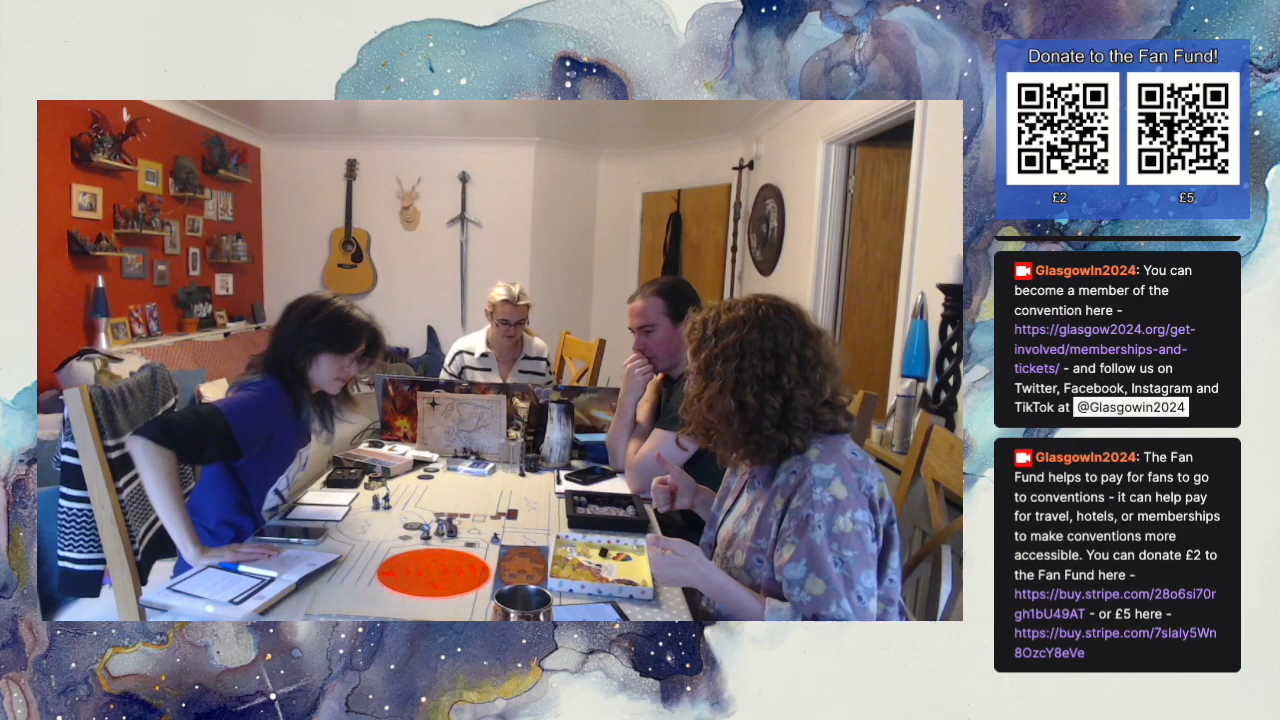 Donate to the Fan Fund!
£2
£5
GlasgowIn2024: You can
become a member of the
convention here -
https://glasgow2024.org/get-
involved/memberships-and-
tickets/ - and follow us on
Twitter, Facebook, Instagram and
TikTok at @Glasgowin2024
GlasgowIn2024: The Fan
Fund helps to pay for fans to go
to conventions - it can help pay
for travel, hotels, or memberships
to make conventions more
accessible. You can donate £2 to
the Fan Fund here -
https://buy.stripe.com/28o6si70r
gh1bU49AT - or £5 here -
https://buy.stripe.com/7slaly5Wn
8OzcY8eVe